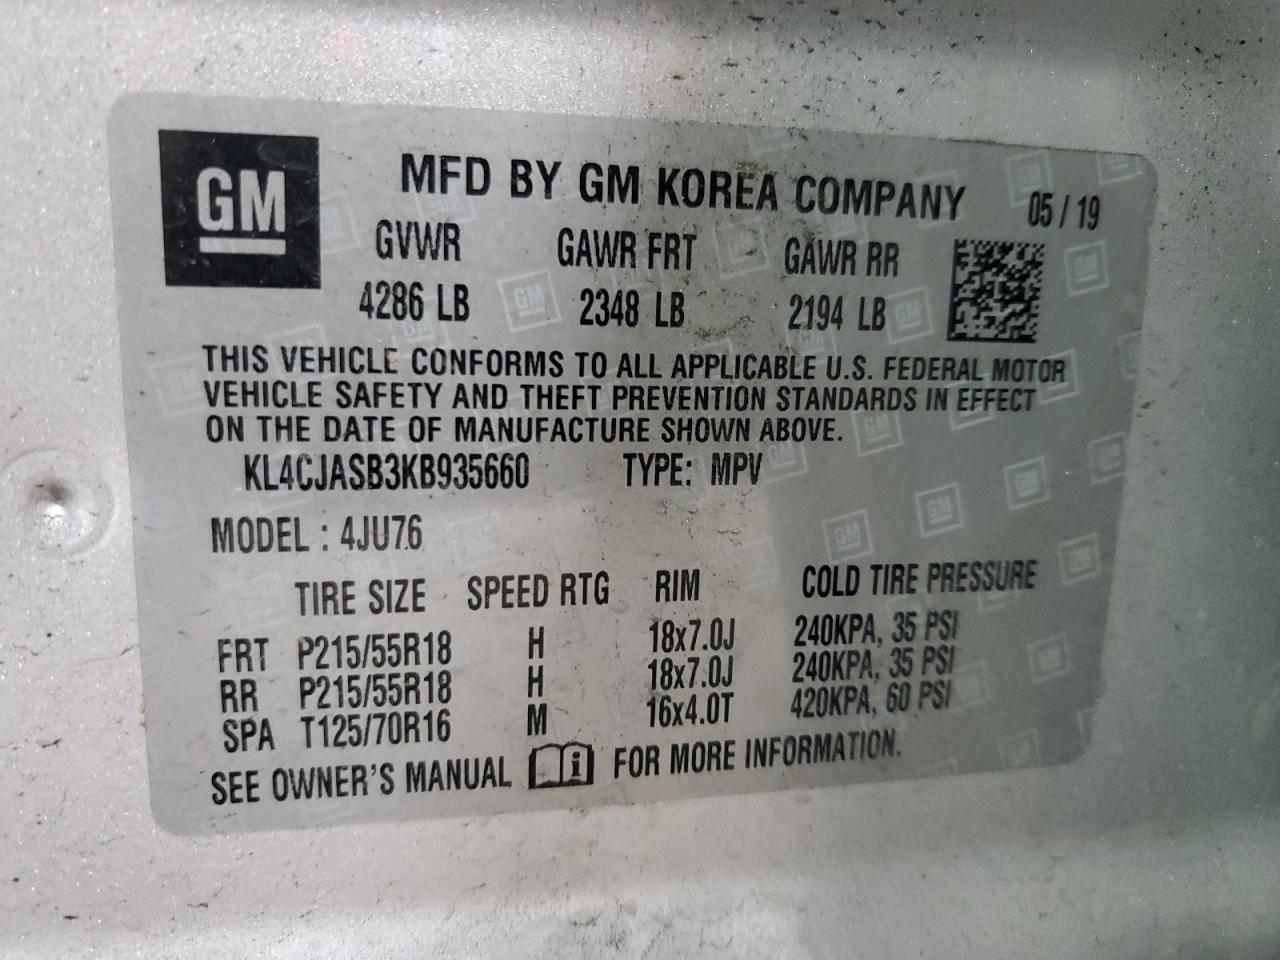 GM
MFD BY GM KOREA COMPANY 05 / 19
GVWR GAWR FRT GAWR RR
4286 LB 2348 LB 2194 LB
THIS VEHICLE CONFORMS TO ALL APPLICABLE U.S. FEDERAL MOTOR
VEHICLE SAFETY AND THEFT PREVENTION STANDARDS IN EFFECT
ON THE DATE OF MANUFACTURE SHOWN ABOVE.
KL4CJASB3KB935660 TYPE: MPV
MODEL : 4JU76
TIRE SIZE SPEED RTG RIM COLD TIRE PRESSURE
FRT P215/55R18 H 18x7.0J 240KPA, 35 PSI
RR P215/55R18 H 18x7.0J 240KPA, 35 PSI
SPA T125/70R16 M 16x4.0T 420KPA, 60 PSI
SEE OWNER'S MANUAL i FOR MORE INFORMATION.